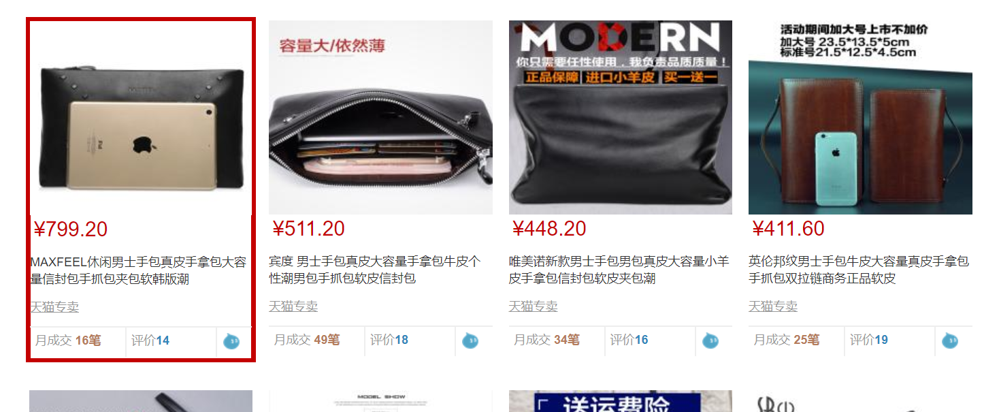 容量大/依然薄
MODERN
你只需要任性使用，我负责品质质量！
正品保障 进口小羊皮 买一送一
活动期间加大号上市不加价
加大号 23.5*13.5*5cm
标准号21.5*12.5*4.5cm
iPad
¥799.20
¥511.20
¥448.20
¥411.60
MAXFEEL休闲男士手包真皮手拿包大容
量信封包手抓包夹包软韩版潮
宾度 男士手包真皮大容量手拿包牛皮个
性潮男包手抓包软皮信封包
唯美诺新款男士手包男包真皮大容量小羊
皮手拿包信封包软皮夹包潮
英伦邦纹男士手包牛皮大容量真皮手拿包
手抓包双拉链商务正品软皮
天猫专卖
天猫专卖
天猫专卖
天猫专卖
月成交 16笔 评价14
月成交 49笔 评价18
月成交 34笔 评价16
月成交 25笔 评价19
MODEL SHOW
送运费险